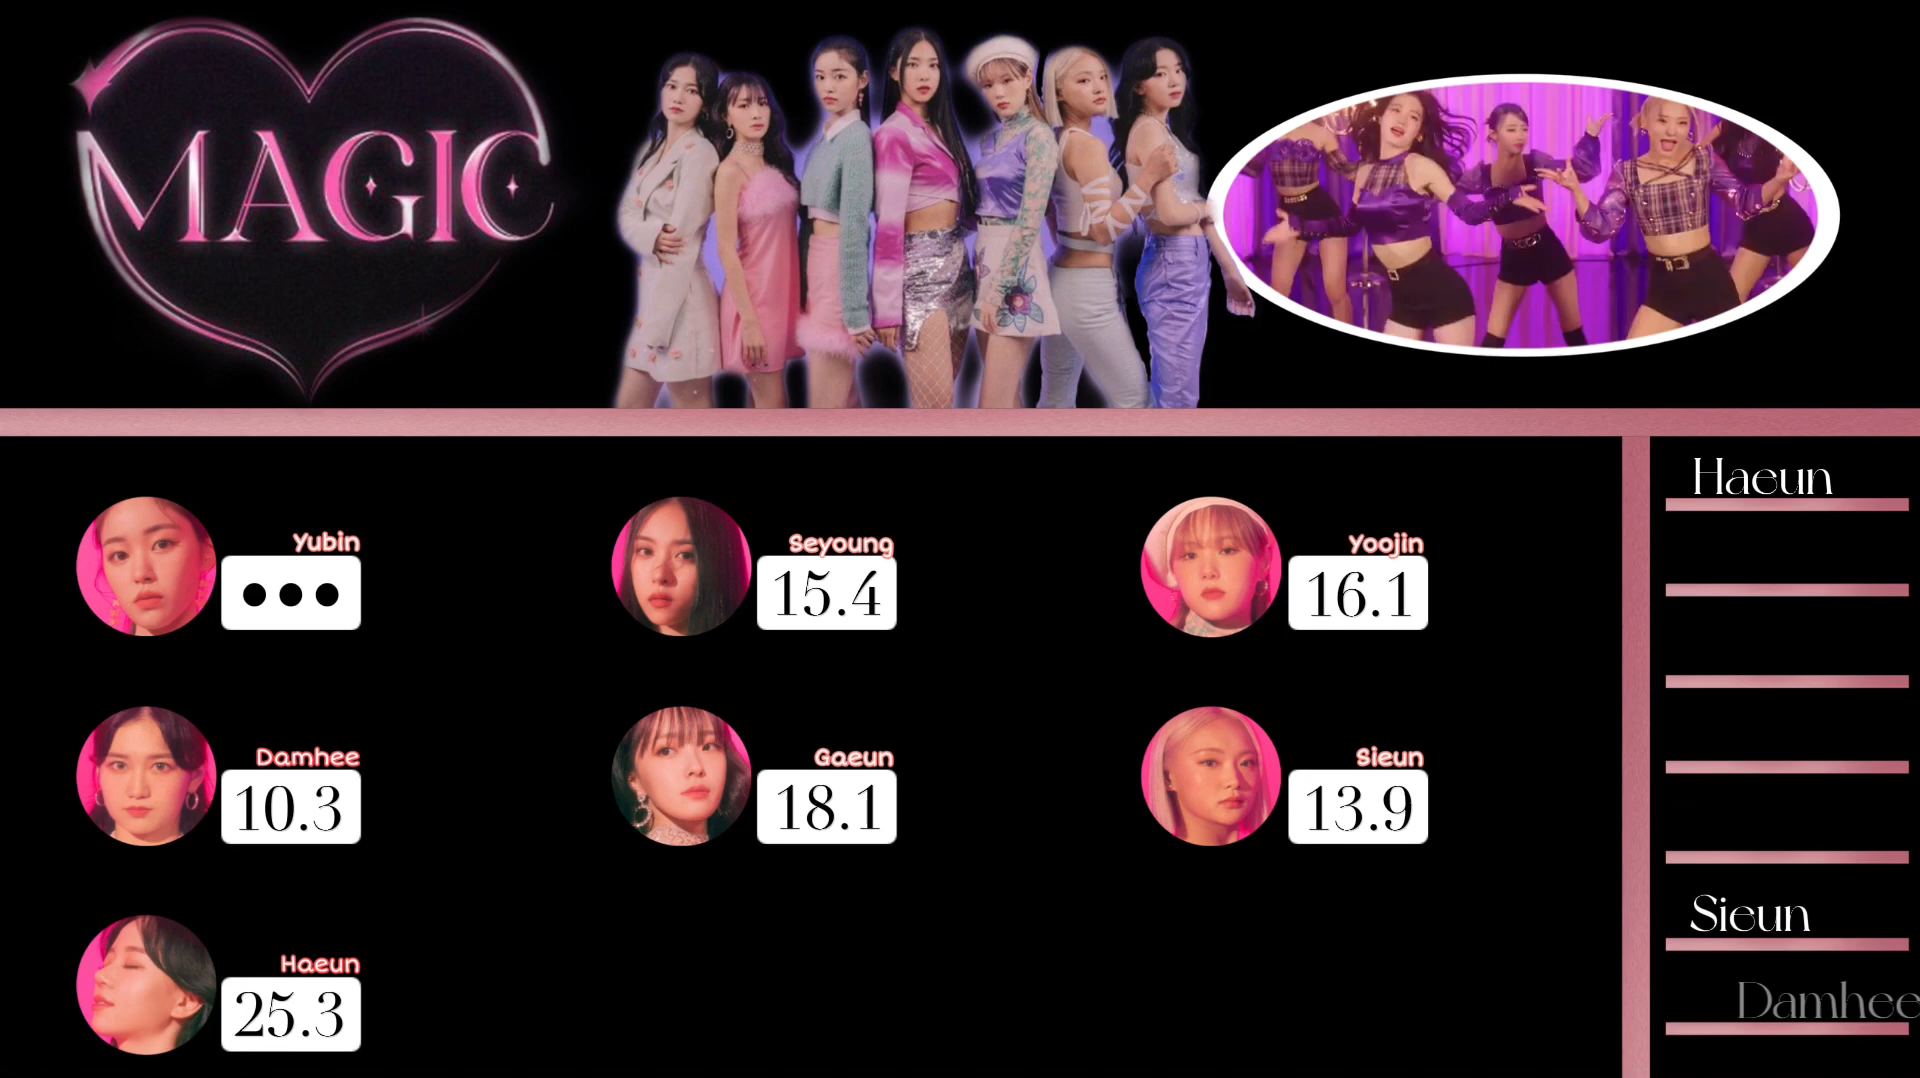 MAGIC
Yubin
•••
Seyoung
15.4
Yoojin
16.1
Damhee
10.3
Gaeun
18.1
Sieun
13.9
Haeun
25.3
Haeun
Sieun
Damhee